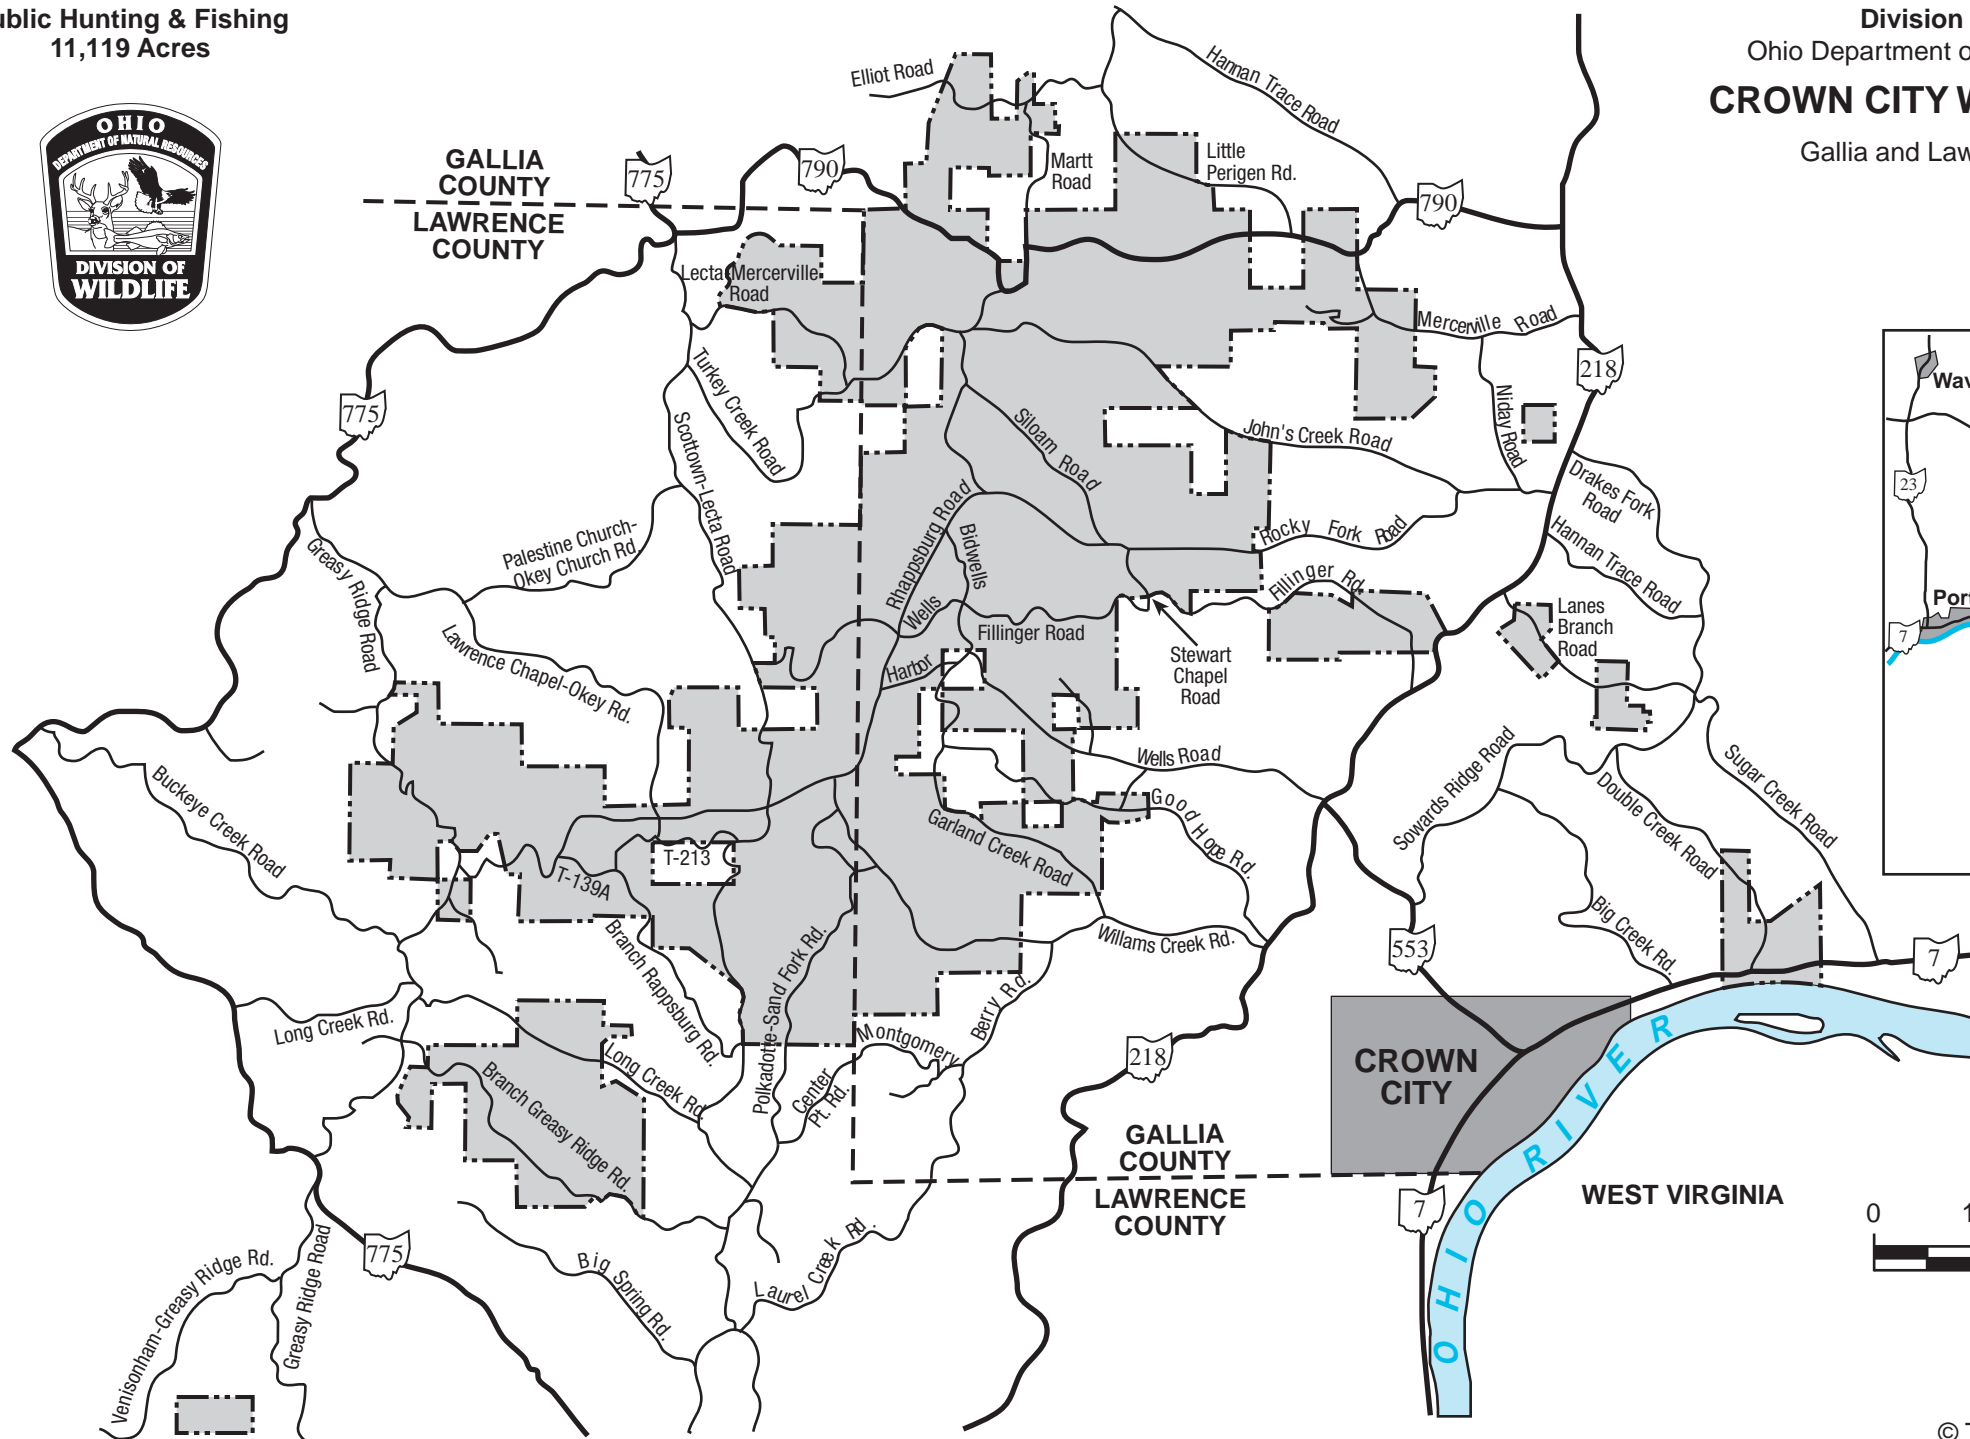 ublic Hunting & Fishing
11,119 Acres
OHIO
DEPARTMENT OF NATURAL RESOURCES
DIVISION OF
WILDLIFE
Division
Ohio Department o
CROWN CITY W
Gallia and Law
GALLIA
COUNTY
LAWRENCE
COUNTY
775
790
Elliot Road
Hannan Trace Road
Martt
Road
Little
Perigen Rd.
790
Lecta-Mercerville
Road
Mercerville Road
218
Turkey Creek Road
775
Scottown-Lecta Road
Siloam Road
John's Creek Road
Niday Road
Drakes Fork
Road
Hannan Trace Road
Palestine Church-
Okey Church Rd.
Greasy Ridge Road
Rhappsburg Road
Bidwells
Rocky Fork Road
Fillinger Rd.
Wells
Fillinger Road
Harbor
Stewart
Chapel
Road
Lanes
Branch
Road
Lawrence Chapel-Okey Rd.
Wells Road
Buckeye Creek Road
Good Hope Rd.
Garland Creek Road
Sowards Ridge Road
Double Creek Road
Sugar Creek Road
T-213
T-139A
Big Creek Rd.
Branch Rappsburg Rd.
Polkadotte-Sand Fork Rd.
Willams Creek Rd.
553
7
Berry Rd.
Montgomery
Long Creek Rd.
Long Creek Rd.
Center
Pt. Rd.
218
CROWN
CITY
Branch Greasy Ridge Rd.
GALLIA
COUNTY
LAWRENCE
COUNTY
OHIO RIVER
WEST VIRGINIA
7
775
Big Spring Rd.
Laurel Creek Rd.
Venisonham-Greasy Ridge Rd.
Greasy Ridge Road
Wav
23
Port
7
0 1
©